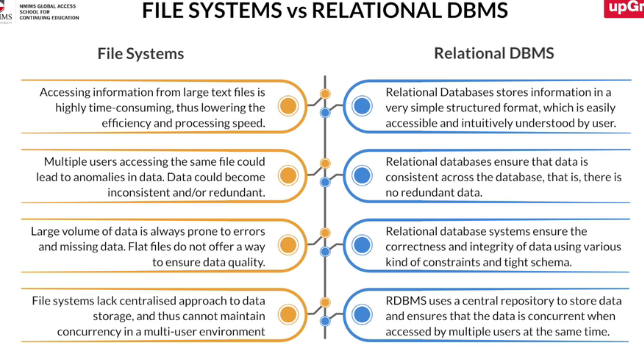 NMIMS GLOBAL ACCESS
SCHOOL FOR
CONTINUING EDUCATION
FILE SYSTEMS vs RELATIONAL DBMS
File Systems
Accessing information from large text files is
highly time-consuming, thus lowering the
efficiency and processing speed.
Multiple users accessing the same file could
lead to anomalies in data. Data could become
inconsistent and/or redundant.
Large volume of data is always prone to errors
and missing data. Flat files do not offer a way
to ensure data quality.
File systems lack centralised approach to data
storage, and thus cannot maintain
concurrency in a multi-user environment
Relational DBMS
Relational Databases stores information in a
very simple structured format, which is easily
accessible and intuitively understood by user.
Relational databases ensure that data is
consistent across the database, that is, there is
no redundant data.
Relational database systems ensure the
correctness and integrity of data using various
kind of constraints and tight schema.
RDBMS uses a central repository to store data
and ensures that the data is concurrent when
accessed by multiple users at the same time.